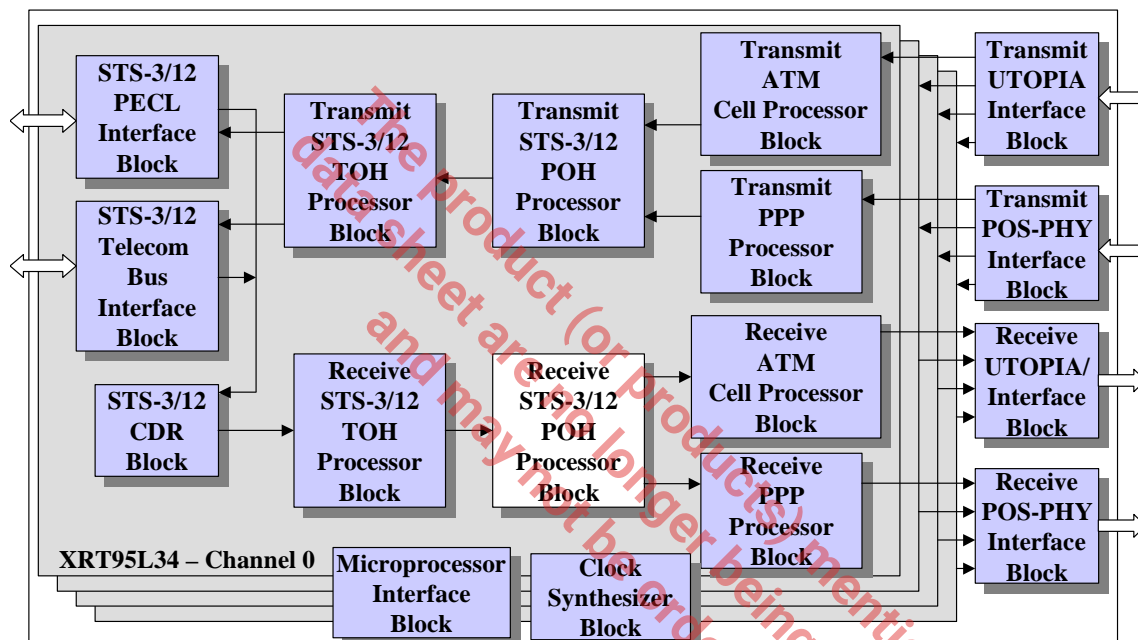 STS-3/12
PECL
Interface
Block
Transmit
STS-3/12
TOH
Processor
Block
Transmit
STS-3/12
POH
Processor
Block
Transmit
ATM
Cell Processor
Block
Transmit
UTOPIA
Interface
Block
STS-3/12
Telecom
Bus
Interface
Block
Transmit
PPP
Processor
Block
Transmit
POS-PHY
Interface
Block
STS-3/12
CDR
Block
Receive
STS-3/12
TOH
Processor
Block
Receive
STS-3/12
POH
Processor
Block
Receive
ATM
Cell Processor
Block
Receive
UTOPIA/
Interface
Block
Receive
PPP
Processor
Block
Receive
POS-PHY
Interface
Block
XRT95L34 – Channel 0
Microprocessor
Interface
Block
Clock
Synthesizer
Block
The product (or products)
data sheet are no longer being
and may not be